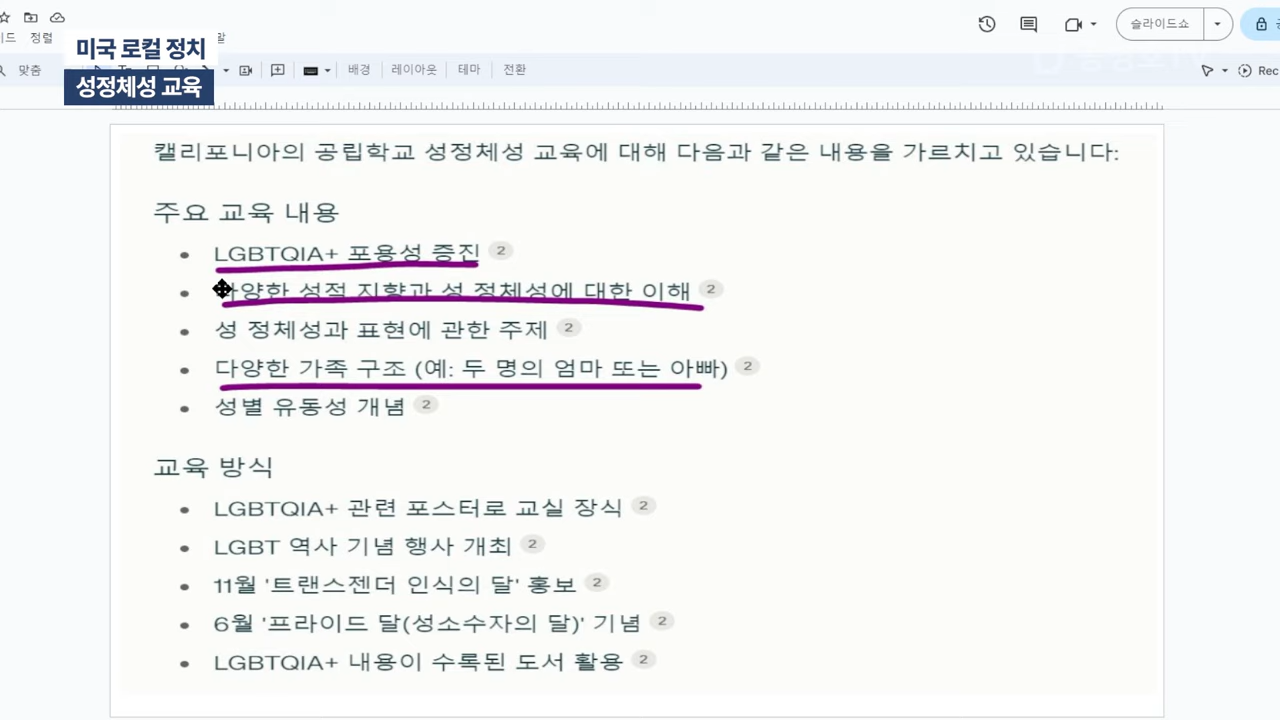 슬라이드쇼
이드 정렬
미국 로컬 정치
성정체성 교육
맞춤
배경 레이아웃 테마 전환
Rec
캘리포니아의 공립학교 성정체성 교육에 대해 다음과 같은 내용을 가르치고 있습니다:
주요 교육 내용
LGBTQIA+ 포용성 증진 2
다양한 성적 지향과 성 정체성에 대한 이해 2
성 정체성과 표현에 관한 주제 2
다양한 가족 구조 (예: 두 명의 엄마 또는 아빠) 2
성별 유동성 개념 2
교육 방식
LGBTQIA+ 관련 포스터로 교실 장식 2
LGBT 역사 기념 행사 개최 2
11월 '트랜스젠더 인식의 달' 홍보 2
6월 '프라이드 달(성소수자의 달)' 기념 2
LGBTQIA+ 내용이 수록된 도서 활용 2